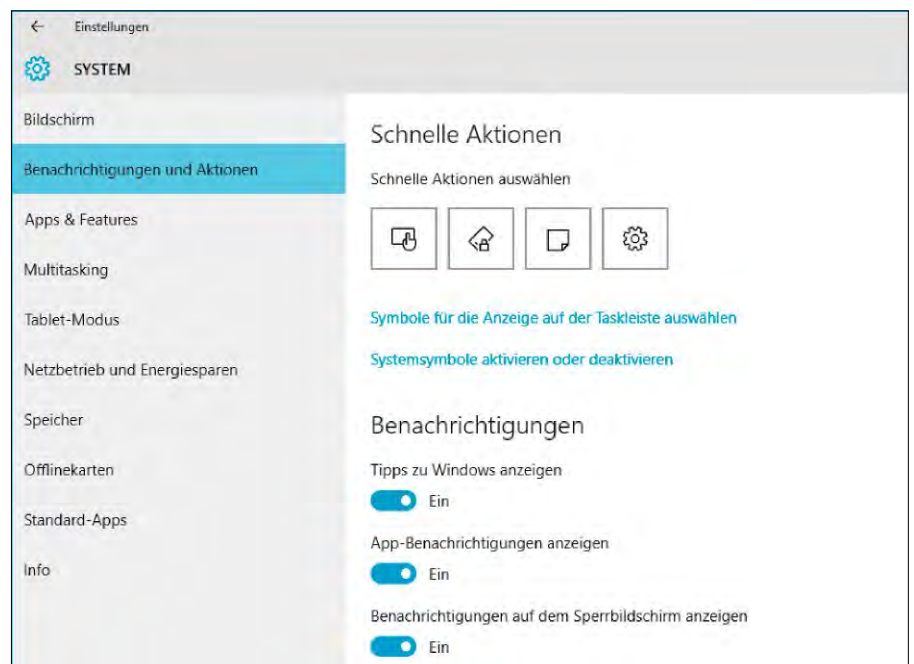 Einstellungen
SYSTEM
Bildschirm
Benachrichtigungen und Aktionen
Apps & Features
Multitasking
Tablet-Modus
Netzbetrieb und Energiesparen
Speicher
Offlinekarten
Standard-Apps
Info
Schnelle Aktionen
Schnelle Aktionen auswählen
Symbole für die Anzeige auf der Taskleiste auswählen
Systemsymbole aktivieren oder deaktivieren
Benachrichtigungen
Tipps zu Windows anzeigen
Ein
App-Benachrichtigungen anzeigen
Ein
Benachrichtigungen auf dem Sperrbildschirm anzeigen
Ein